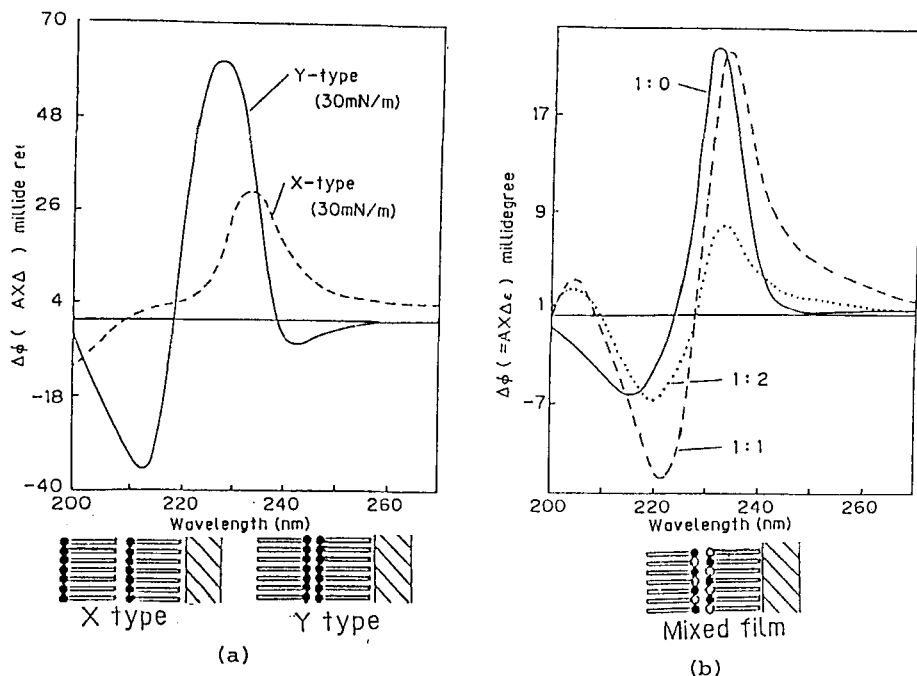 70
48
26
4
-18
-40
Δφ ( AXΔ ) millide
Y-type
(30mN/m)
X-type
(30mN/m)
200 220 240 260
Wavelength (nm)
X type
Y type
(a)
17
9
1
-7
Δφ ( =AXΔε ) millidegree
1:0
1:2
1:1
200 220 240 260
Wavelength (nm)
Mixed film
(b)